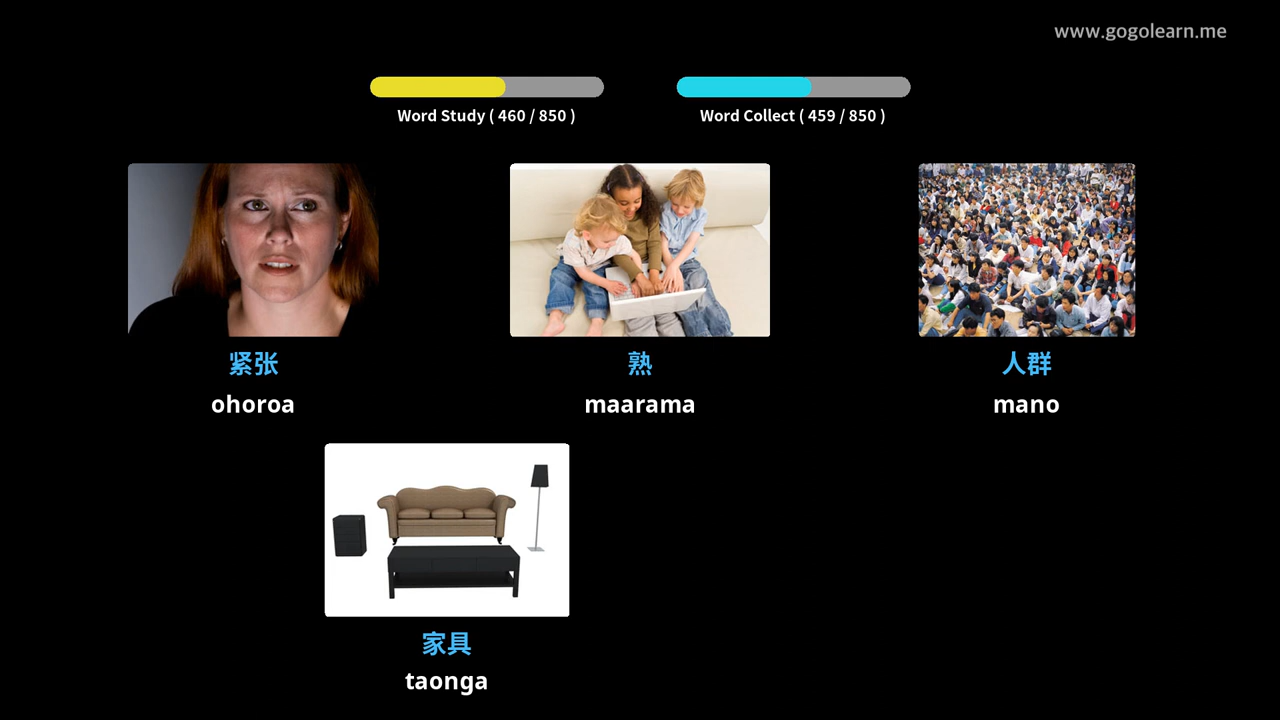 www.gogolearn.me
Word Study ( 460 / 850 )
Word Collect ( 459 / 850 )
紧张
熟
人群
ohoroa
maarama
mano
家具
taonga